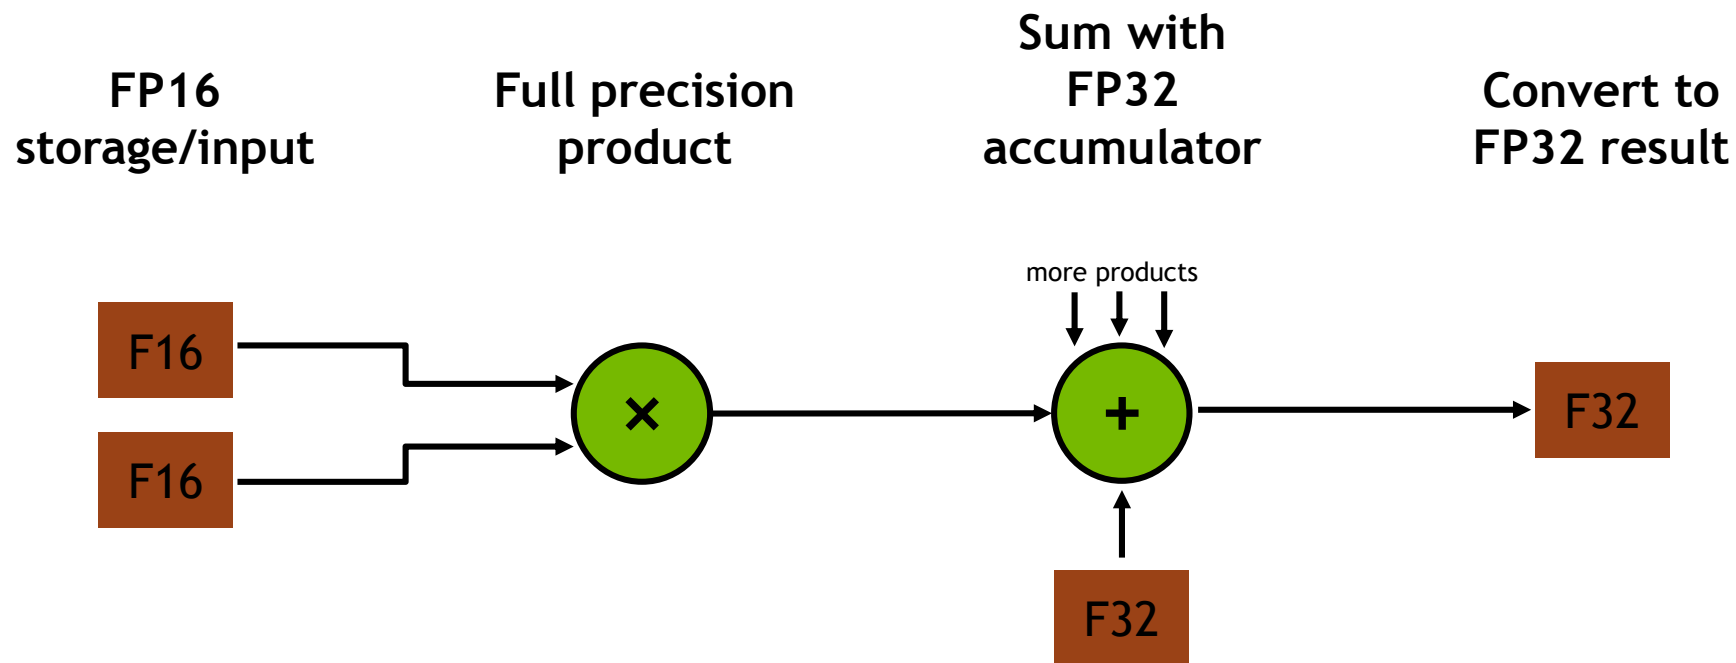 FP16
storage/input
Full precision
product
Sum with
FP32
accumulator
Convert to
FP32 result
more products
F16
F16
×
+
F32
F32